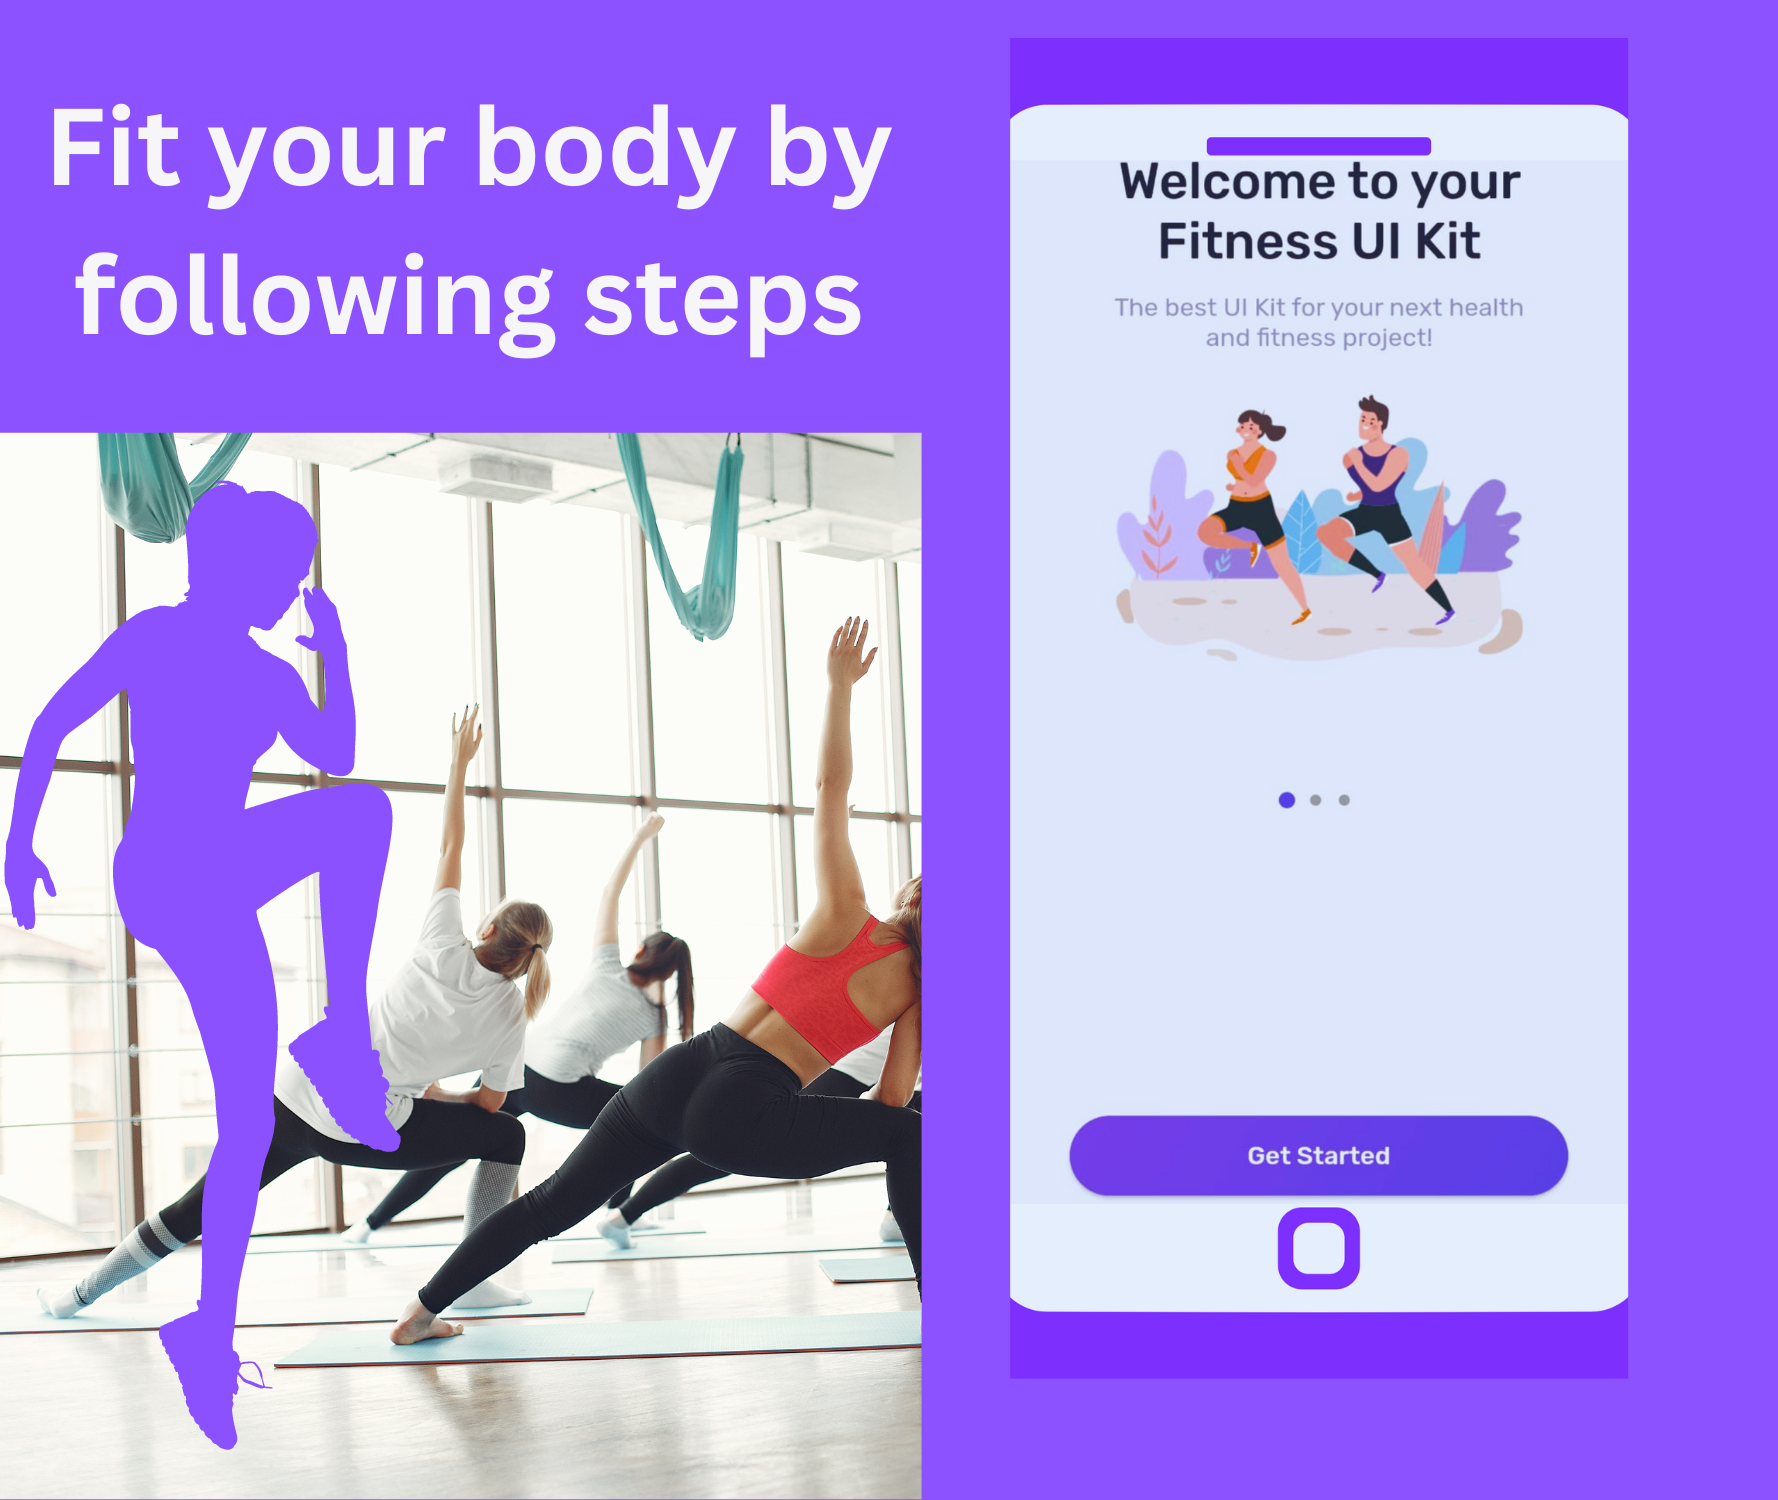 Fit your body by
following steps
Welcome to your
Fitness UI Kit
The best UI Kit for your next health
and fitness project!
Get Started